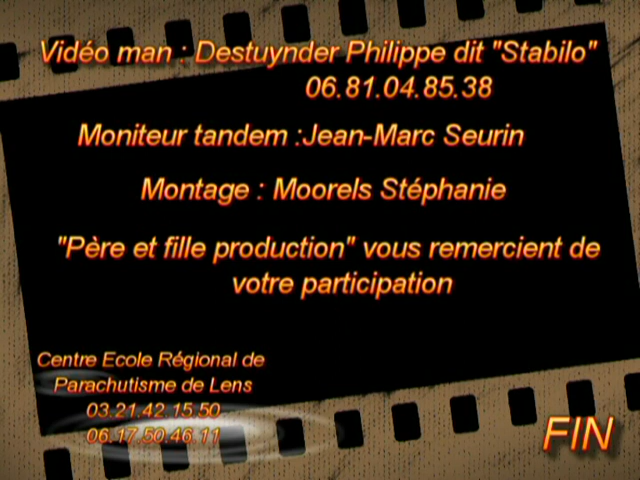 Vidéo man : Destuynder Philippe dit "Stabilo"
06.81.04.85.38
Moniteur tandem :Jean-Marc Seurin
Montage : Moorels Stéphanie
"Père et fille production" vous remercient de
votre participation
Centre Ecole Régional de
Parachutisme de Lens
03.21.42.15.50
06.17.50.46.11
FIN